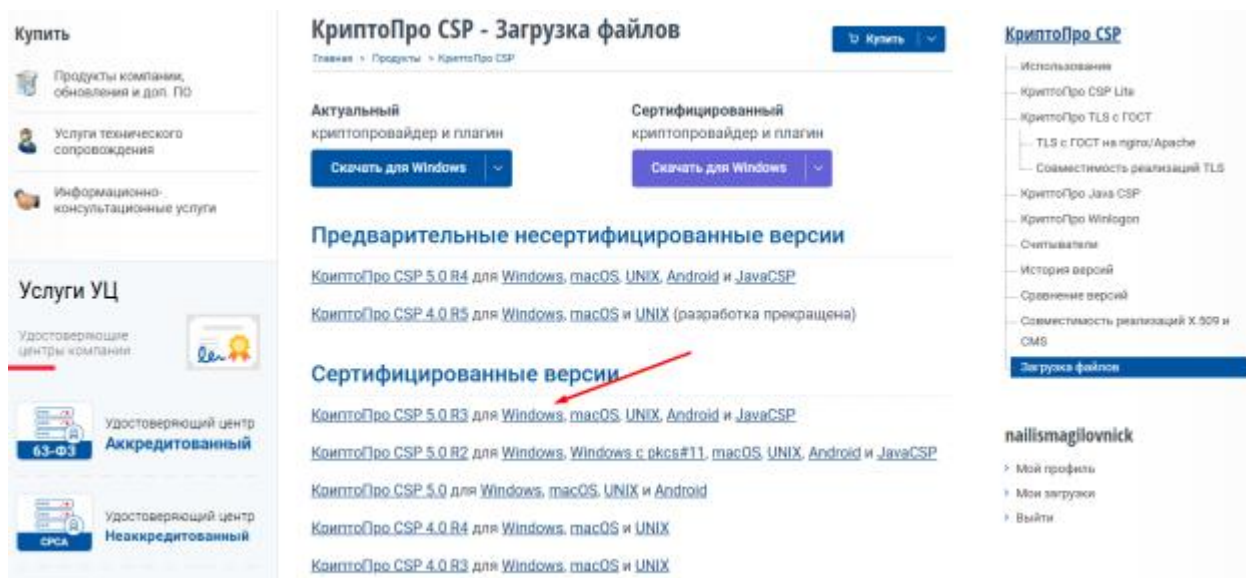 Купить
Продукты компании,
обновления и доп. ПО
Услуги технического
сопровождения
Информационно-
консультационные услуги
Услуги УЦ
Удостоверяющие
центры компании
63-ФЗ
Удостоверяющий центр
Аккредитованный
CPCA
Удостоверяющий центр
Неаккредитованный
КриптоПро CSP - Загрузка файлов
Купить
Главная > Продукты > КриптоПро CSP
Актуальный
криптопровайдер и плагин
Скачать для Windows
Сертифицированный
криптопровайдер и плагин
Скачать для Windows
Предварительные несертифицированные версии
КриптоПро CSP 5.0 R4 для Windows, macOS, UNIX, Android и JavaCSP
КриптоПро CSP 4.0 R5 для Windows, macOS и UNIX (разработка прекращена)
Сертифицированные версии
КриптоПро CSP 5.0 R3 для Windows, macOS, UNIX, Android и JavaCSP
КриптоПро CSP 5.0 R2 для Windows, Windows с pkcs#11, macOS, UNIX, Android и JavaCSP
КриптоПро CSP 5.0 для Windows, macOS, UNIX и Android
КриптоПро CSP 4.0 R4 для Windows, macOS и UNIX
КриптоПро CSP 4.0 R3 для Windows, macOS и UNIX
КриптоПро CSP
Использование
КриптоПро CSP Lite
КриптоПро TLS с ГОСТ
TLS с ГОСТ на nginx/Apache
Совместимость реализаций TLS
КриптоПро Java CSP
КриптоПро Winlogon
Считыватели
История версий
Сравнение версий
Совместимость реализаций X.509 и
CMS
Загрузка файлов
nailismagilovnick
Мой профиль
Мои загрузки
Выйти